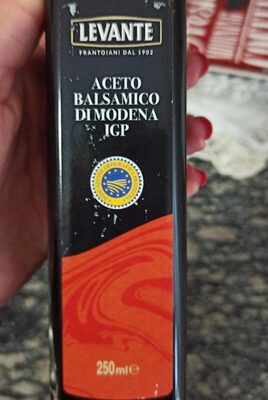 LEVANTE
FRANTOIANI DAL 1902
ACETO
BALSAMICO
DI MODENA
IGP
250ml℮